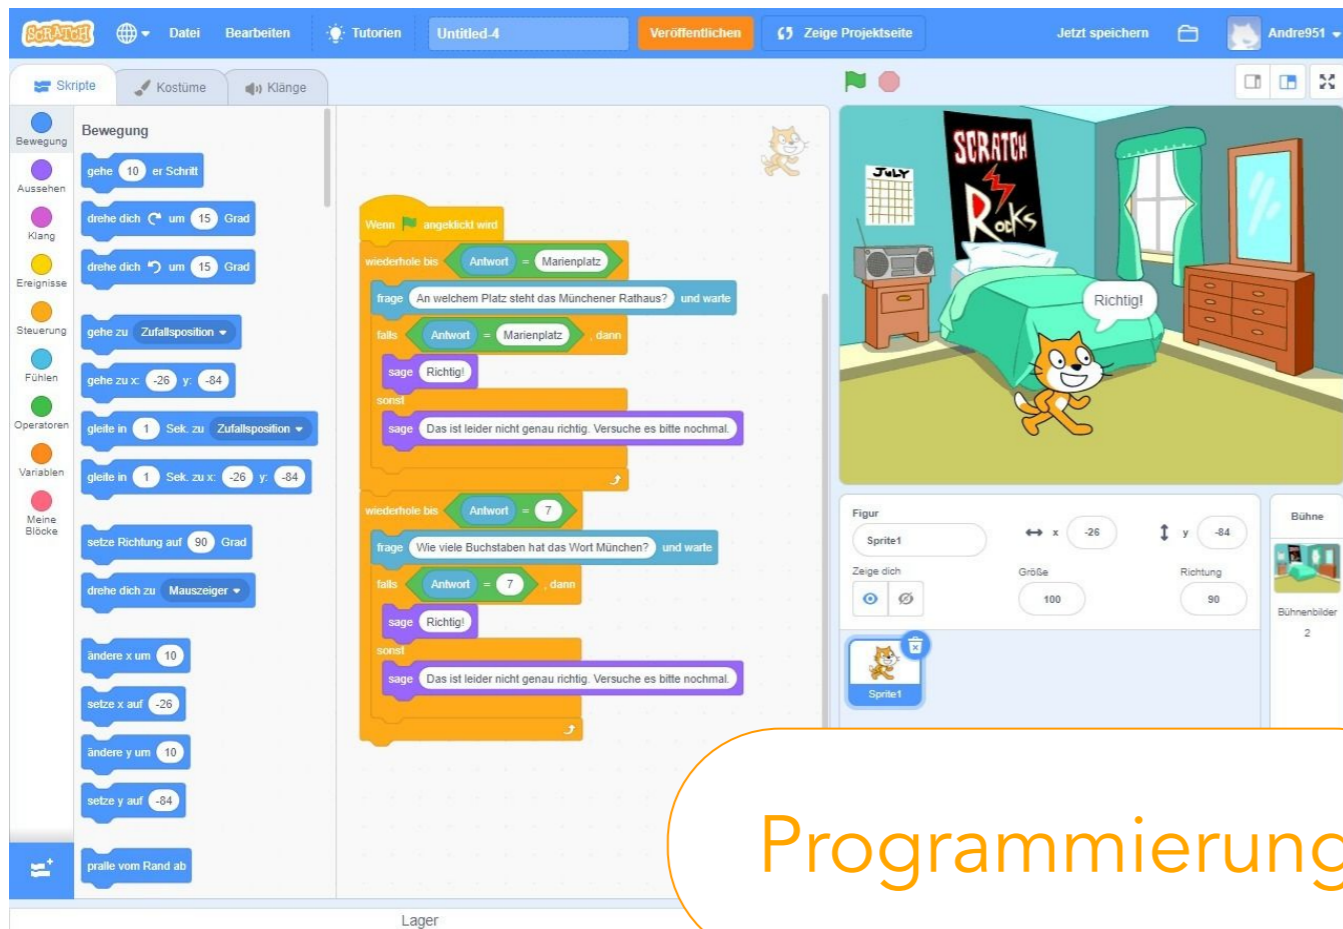 SCRATCH
Datei
Bearbeiten
Tutorien
Untitled-4
Veröffentlichen
Zeige Projektseite
Jetzt speichern
Andre951
Skripte
Kostüme
Klänge
Bewegung
Aussehen
Klang
Ereignisse
Steuerung
Fühlen
Operatoren
Variablen
Meine
Blöcke
Bewegung
gehe 10 er Schritt
drehe dich um 15 Grad
drehe dich um 15 Grad
gehe zu Zufallsposition
gehe zu x: -26 y: -84
gleite in 1 Sek. zu Zufallsposition
gleite in 1 Sek. zu x: -26 y: -84
setze Richtung auf 90 Grad
drehe dich zu Mauszeiger
ändere x um 10
setze x auf -26
ändere y um 10
setze y auf -84
pralle vom Rand ab
Wenn angeklickt wird
wiederhole bis Antwort = Marienplatz
frage An welchem Platz steht das Münchener Rathaus? und warte
falls Antwort = Marienplatz , dann
sage Richtig!
sonst
sage Das ist leider nicht genau richtig. Versuche es bitte nochmal.
wiederhole bis Antwort = 7
frage Wie viele Buchstaben hat das Wort München? und warte
falls Antwort = 7 , dann
sage Richtig!
sonst
sage Das ist leider nicht genau richtig. Versuche es bitte nochmal.
JULY
SCRATCH
Rocks
Richtig!
Figur
Sprite1
x -26
y -84
Zeige dich
Größe
100
Richtung
90
Sprite1
Bühne
Bühnenbilder
2
Lager
Programmierung